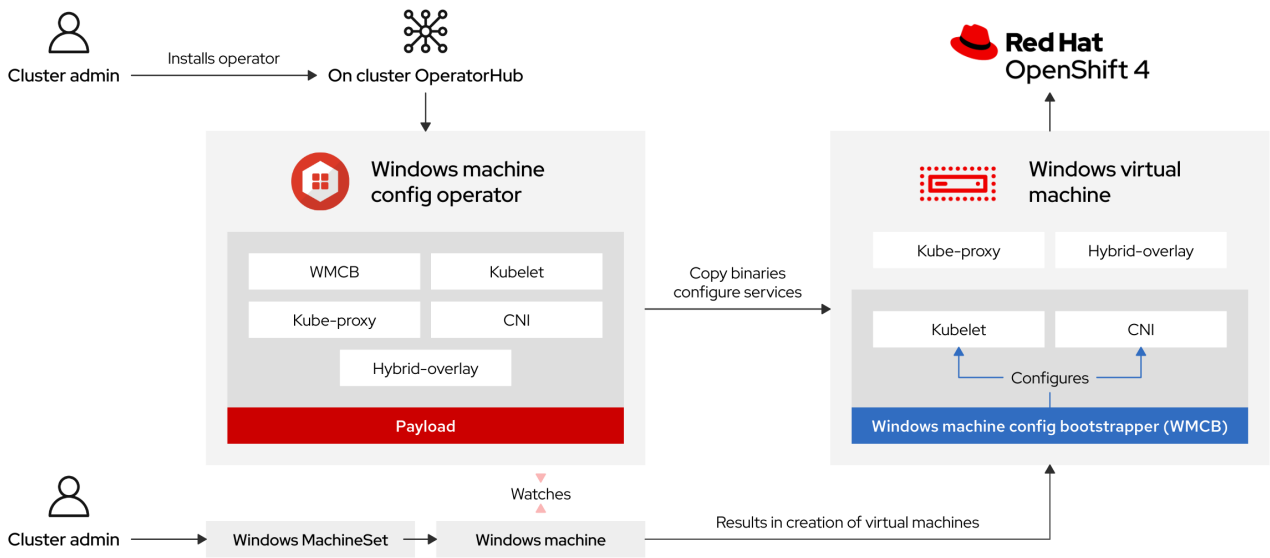 Cluster admin
Installs operator
On cluster OperatorHub
Red Hat
OpenShift 4
Windows machine
config operator
WMCB
Kubelet
Kube-proxy
CNI
Hybrid-overlay
Payload
Copy binaries
configure services
Windows virtual
machine
Kube-proxy
Hybrid-overlay
Kubelet
CNI
Configures
Windows machine config bootstrapper (WMCB)
Watches
Cluster admin
Windows MachineSet
Windows machine
Results in creation of virtual machines